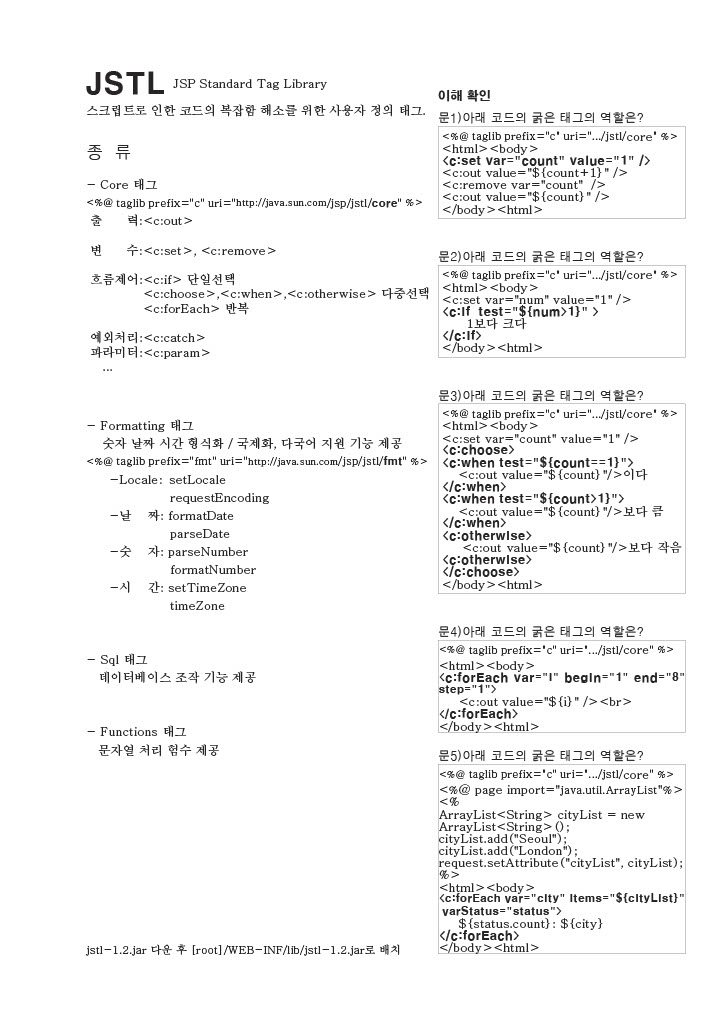 JSTL JSP Standard Tag Library
스크립트로 인한 코드의 복잡함 해소를 위한 사용자 정의 태그.
종 류
- Core 태그
<%@ taglib prefix="c" uri="http://java.sun.com/jsp/jstl/core" %>
출 력:<c:out>
변 수:<c:set>, <c:remove>
흐름제어:<c:if> 단일선택
<c:choose>,<c:when>,<c:otherwise> 다중선택
<c:forEach> 반복
예외처리:<c:catch>
파라미터:<c:param>
...
- Formatting 태그
숫자 날짜 시간 형식화 / 국제화, 다국어 지원 기능 제공
<%@ taglib prefix="fmt" uri="http://java.sun.com/jsp/jstl/fmt" %>
-Locale: setLocale
requestEncoding
-날 짜: formatDate
parseDate
-숫 자: parseNumber
formatNumber
-시 간: setTimeZone
timeZone
- Sql 태그
데이터베이스 조작 기능 제공
- Functions 태그
문자열 처리 함수 제공
jstl-1.2.jar 다운 후 [root]/WEB-INF/lib/jstl-1.2.jar로 배치
이해 확인
문1)아래 코드의 굵은 태그의 역할은?
<%@ taglib prefix="c" uri=".../jstl/core" %>
<html><body>
<c:set var="count" value="1" />
<c:out value="${count+1}" />
<c:remove var="count" />
<c:out value="${count}" />
</body><html>
문2)아래 코드의 굵은 태그의 역할은?
<%@ taglib prefix="c" uri=".../jstl/core" %>
<html><body>
<c:set var="num" value="1" />
<c:if test="${num>1}" >
1보다 크다
</c:if>
</body><html>
문3)아래 코드의 굵은 태그의 역할은?
<%@ taglib prefix="c" uri=".../jstl/core" %>
<html><body>
<c:set var="count" value="1" />
<c:choose>
<c:when test="${count==1}">
<c:out value="${count}"/>이다
</c:when>
<c:when test="${count>1}">
<c:out value="${count}"/>보다 큼
</c:when>
<c:otherwise>
<c:out value="${count}"/>보다 작음
<c:otherwise>
</c:choose>
</body><html>
문4)아래 코드의 굵은 태그의 역할은?
<%@ taglib prefix="c" uri=".../jstl/core" %>
<html><body>
<c:forEach var="i" begin="1" end="8"
step="1">
<c:out value="${i}" /><br>
</c:forEach>
</body><html>
문5)아래 코드의 굵은 태그의 역할은?
<%@ taglib prefix="c" uri=".../jstl/core" %>
<%@ page import="java.util.ArrayList"%>
<%
ArrayList<String> cityList = new
ArrayList<String>();
cityList.add("Seoul");
cityList.add("London");
request.setAttribute("cityList", cityList);
%>
<html><body>
<c:forEach var="city" items="${cityList}"
varStatus="status">
${status.count}: ${city}
</c:forEach>
</body><html>